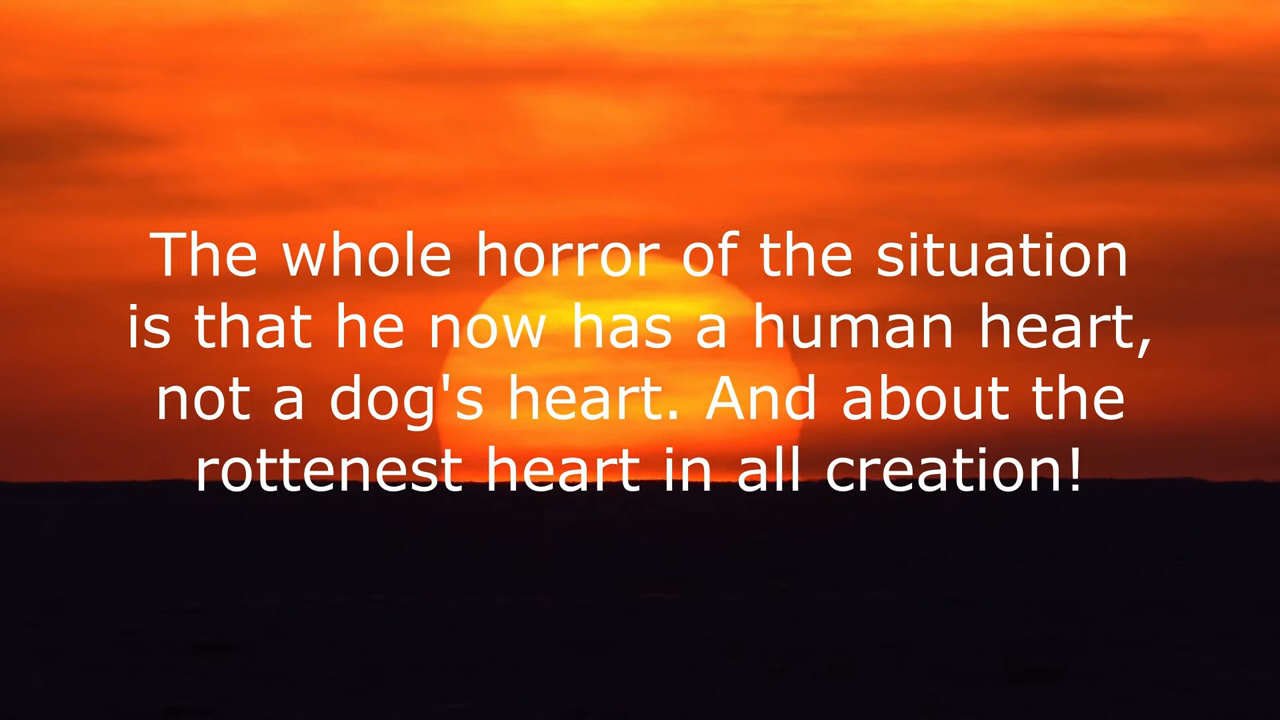 The whole horror of the situation
is that he now has a human heart,
not a dog's heart. And about the
rottenest heart in all creation!